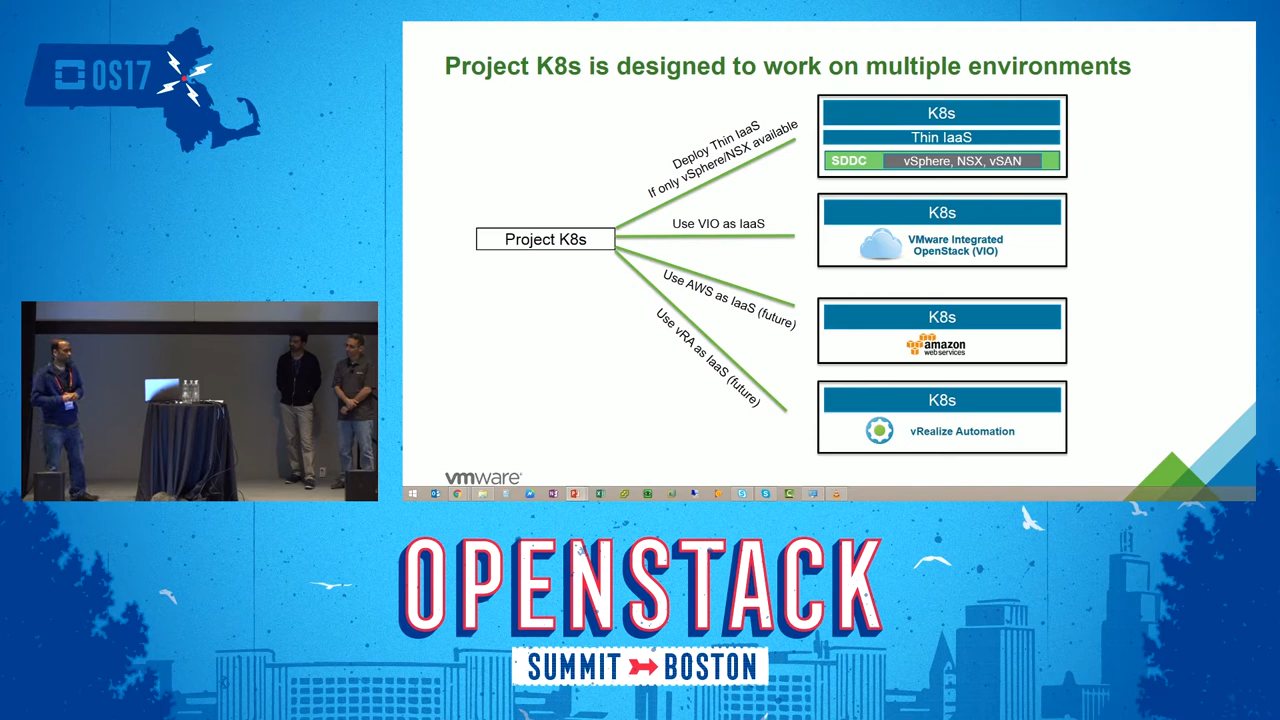 OS17
Project K8s is designed to work on multiple environments
Deploy Thin IaaS
If only vSphere/NSX available
K8s
Thin IaaS
SDDC
vSphere, NSX, vSAN
Project K8s
Use VIO as IaaS
K8s
VMware Integrated
OpenStack (VIO)
Use AWS as IaaS (future)
K8s
amazon
web services
Use vRA as IaaS (future)
K8s
vRealize Automation
vmware
OPENSTACK
SUMMIT BOSTON